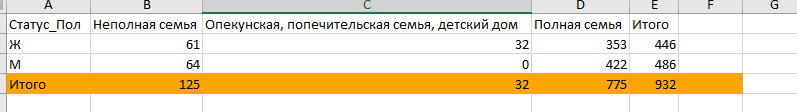 A B C D E F G
Статус_Пол Неполная семья Опекунская, попечительская семья, детский дом Полная семья Итого
Ж 61 32 353 446
М 64 0 422 486
Итого 125 32 775 932